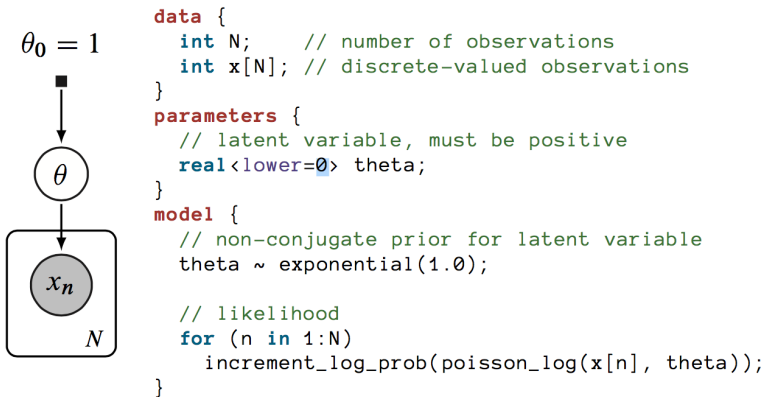 θ₀ = 1
θ
xₙ
N
data {
  int N;    // number of observations
  int x[N]; // discrete-valued observations
}
parameters {
  // latent variable, must be positive
  real<lower=0> theta;
}
model {
  // non-conjugate prior for latent variable
  theta ~ exponential(1.0);
  // likelihood
  for (n in 1:N)
    increment_log_prob(poisson_log(x[n], theta));
}